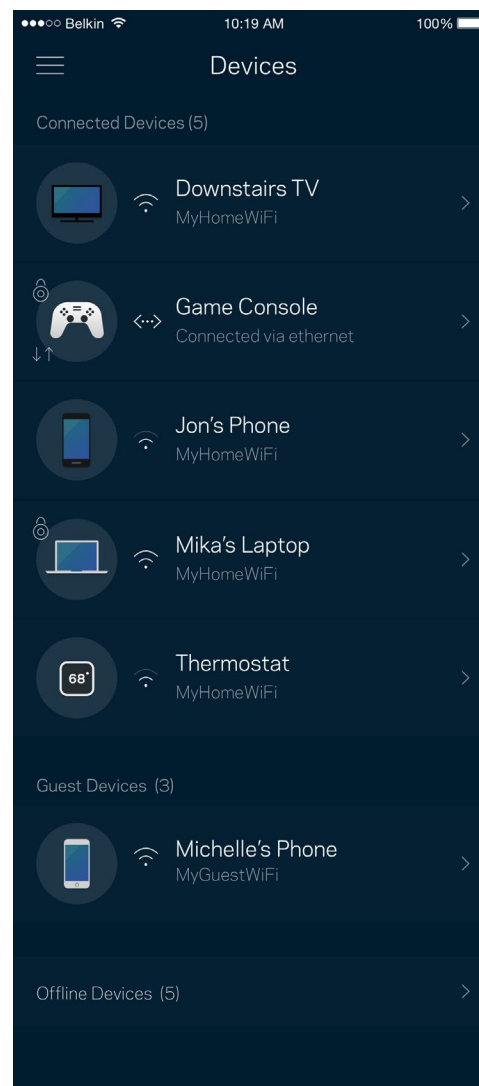 Belkin 10:19 AM 100%
Devices
Connected Devices (5)
Downstairs TV
MyHomeWiFi
Game Console
Connected via ethernet
Jon's Phone
MyHomeWiFi
Mika's Laptop
MyHomeWiFi
68°
Thermostat
MyHomeWiFi
Guest Devices (3)
Michelle's Phone
MyGuestWiFi
Offline Devices (5)